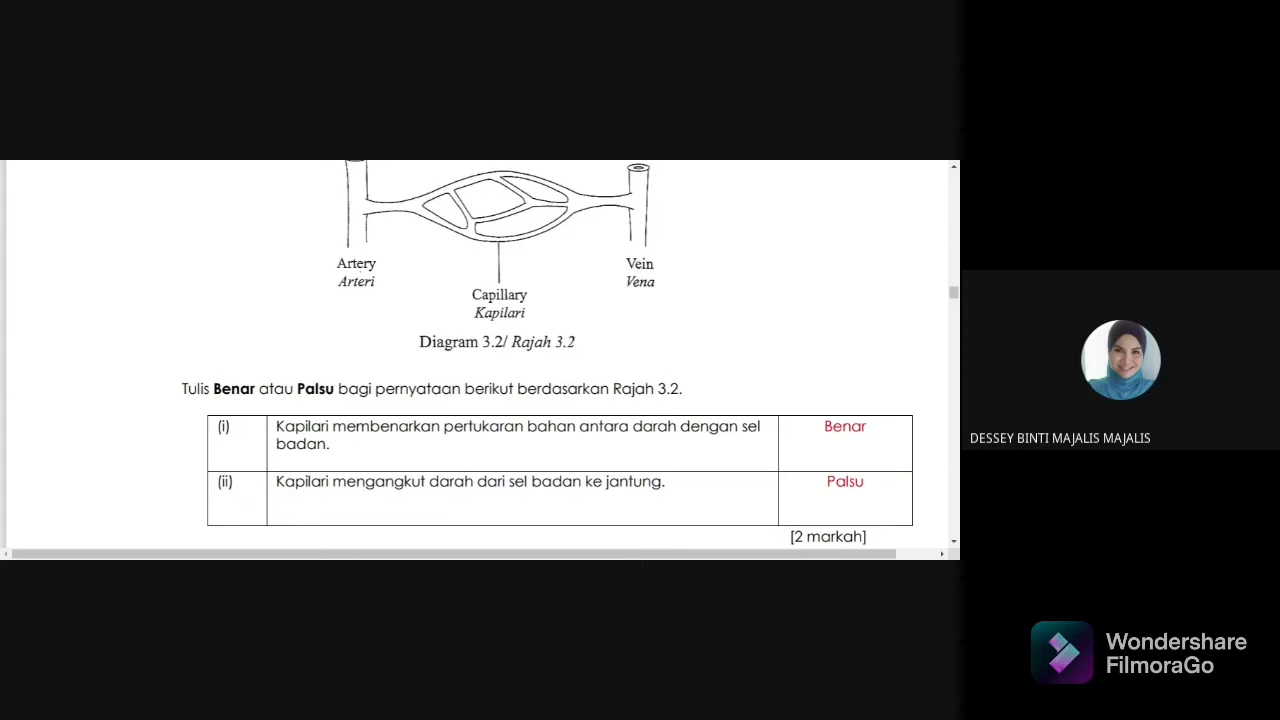 Artery
Arteri
Vein
Vena
Capillary
Kapilari
Diagram 3.2/ Rajah 3.2
Tulis Benar atau Palsu bagi pernyataan berikut berdasarkan Rajah 3.2.
(i) Kapilari membenarkan pertukaran bahan antara darah dengan sel Benar
badan.
(ii) Kapilari mengangkut darah dari sel badan ke jantung. Palsu
[2 markah]
DESSEY BINTI MAJALIS MAJALIS
Wondershare
FilmoraGo